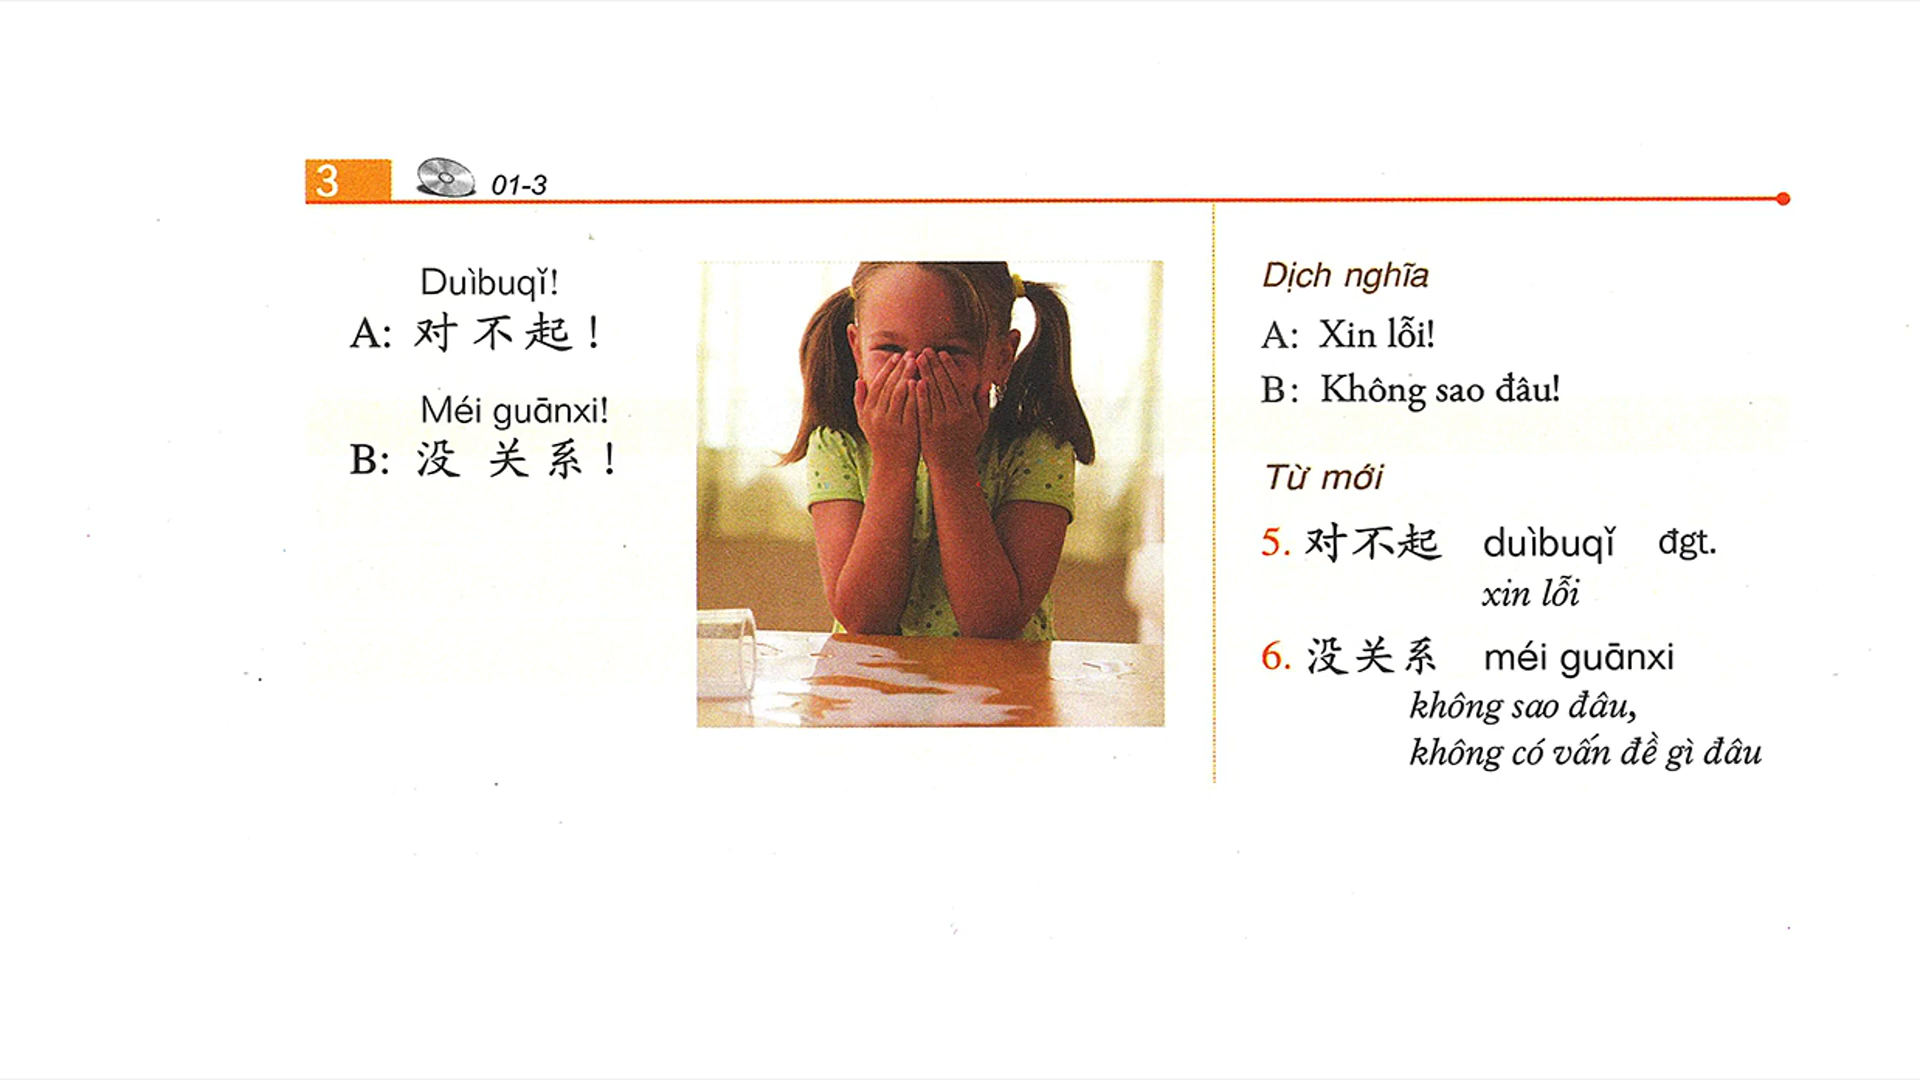 3 01-3
Duìbuqǐ!
A: 对不起！
Méi guānxi!
B: 没关系！
Dịch nghĩa
A: Xin lỗi!
B: Không sao đâu!
Từ mới
5. 对不起 duìbuqǐ đgt.
xin lỗi
6. 没关系 méi guānxi
không sao đâu,
không có vấn đề gì đâu